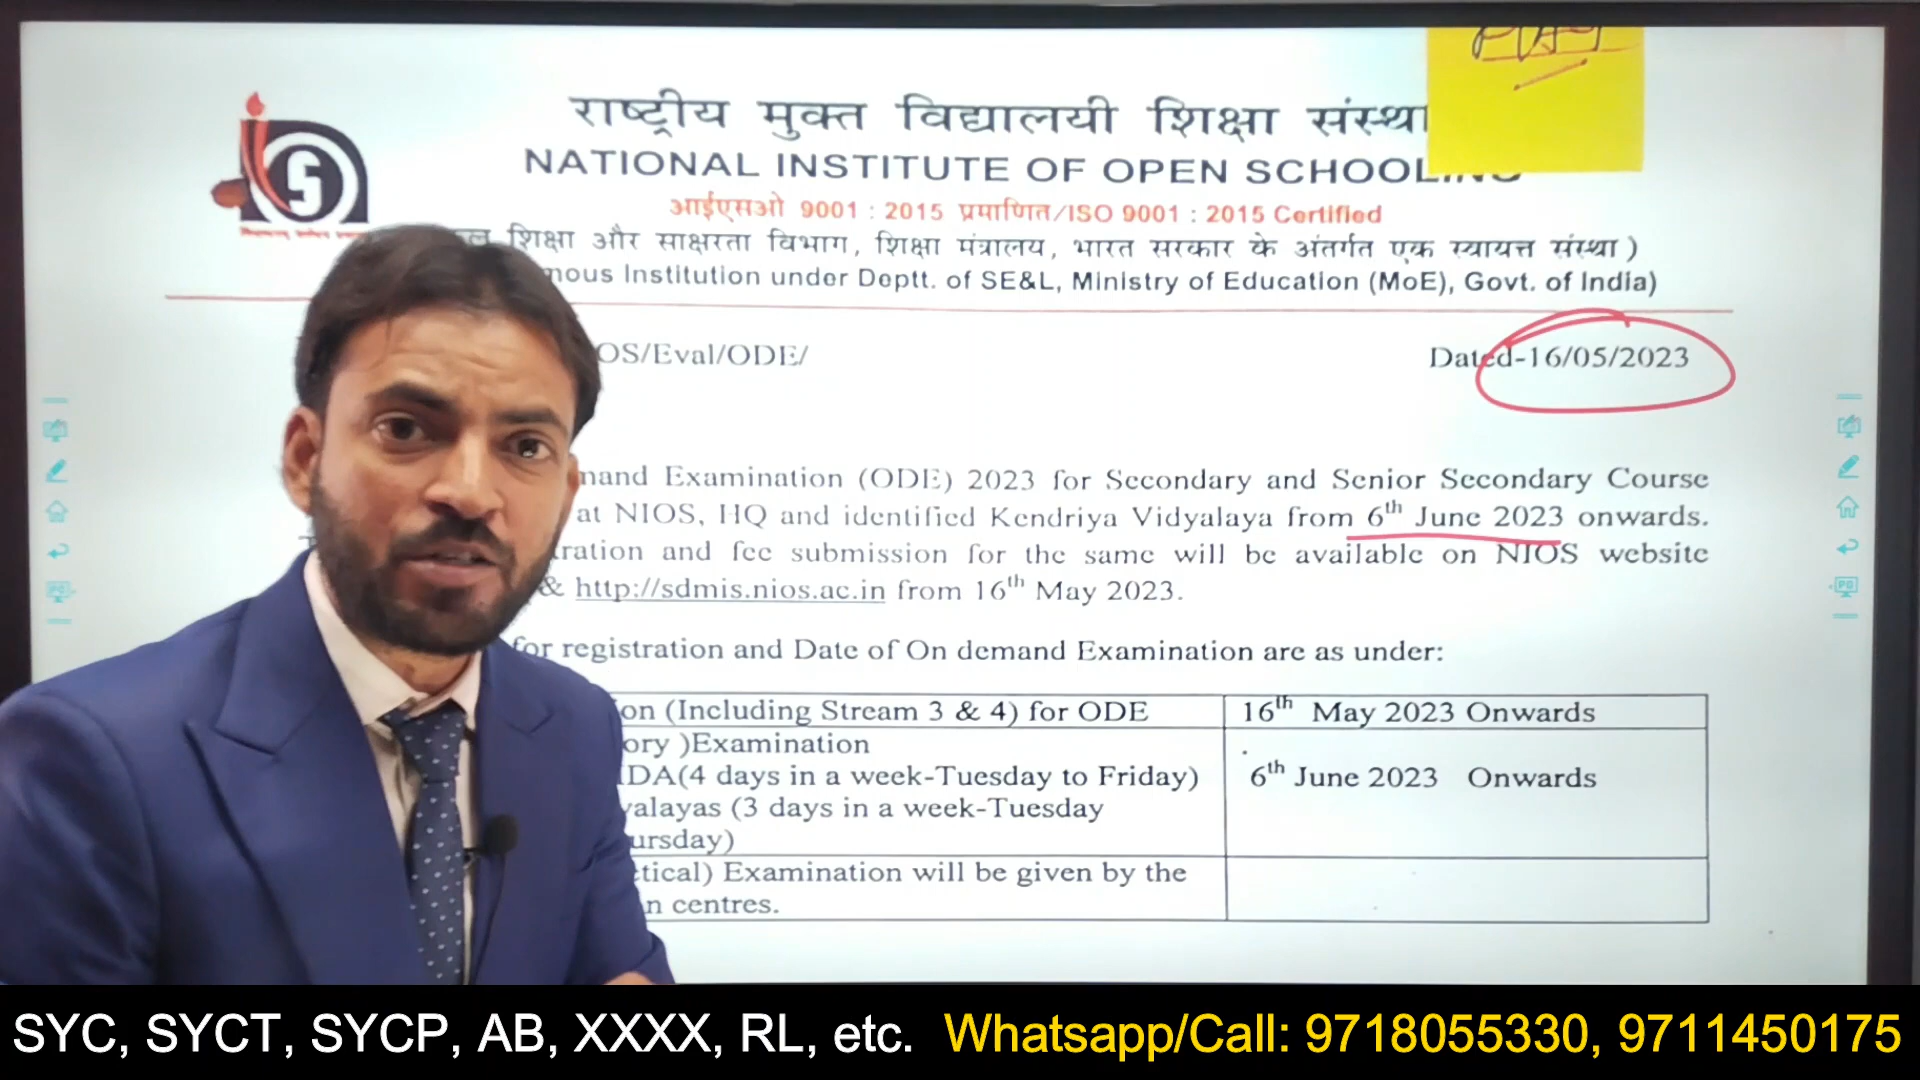 राष्ट्रीय मुक्त विद्यालयी शिक्षा संस्था
NATIONAL INSTITUTE OF OPEN SCHOOLING
आईएसओ 9001 : 2015 प्रमाणित/ISO 9001 : 2015 Certified
शिक्षा और साक्षरता विभाग, शिक्षा मंत्रालय, भारत सरकार के अंतर्गत एक स्वायत्त संस्था )
mous Institution under Deptt. of SE&L, Ministry of Education (MoE), Govt. of India)
OS/Eval/ODE/
Dated-16/05/2023
mand Examination (ODE) 2023 for Secondary and Senior Secondary Course
at NIOS, HQ and identified Kendriya Vidyalaya from 6th June 2023 onwards.
ration and fee submission for the same will be available on NIOS website
& http://sdmis.nios.ac.in from 16th May 2023.
for registration and Date of On demand Examination are as under:
on (Including Stream 3 & 4) for ODE 16th May 2023 Onwards
ory )Examination
IDA(4 days in a week-Tuesday to Friday) 6th June 2023 Onwards
yalayas (3 days in a week-Tuesday
ursday)
tical) Examination will be given by the
n centres.
SYC, SYCT, SYCP, AB, XXXX, RL, etc. Whatsapp/Call: 9718055330, 9711450175